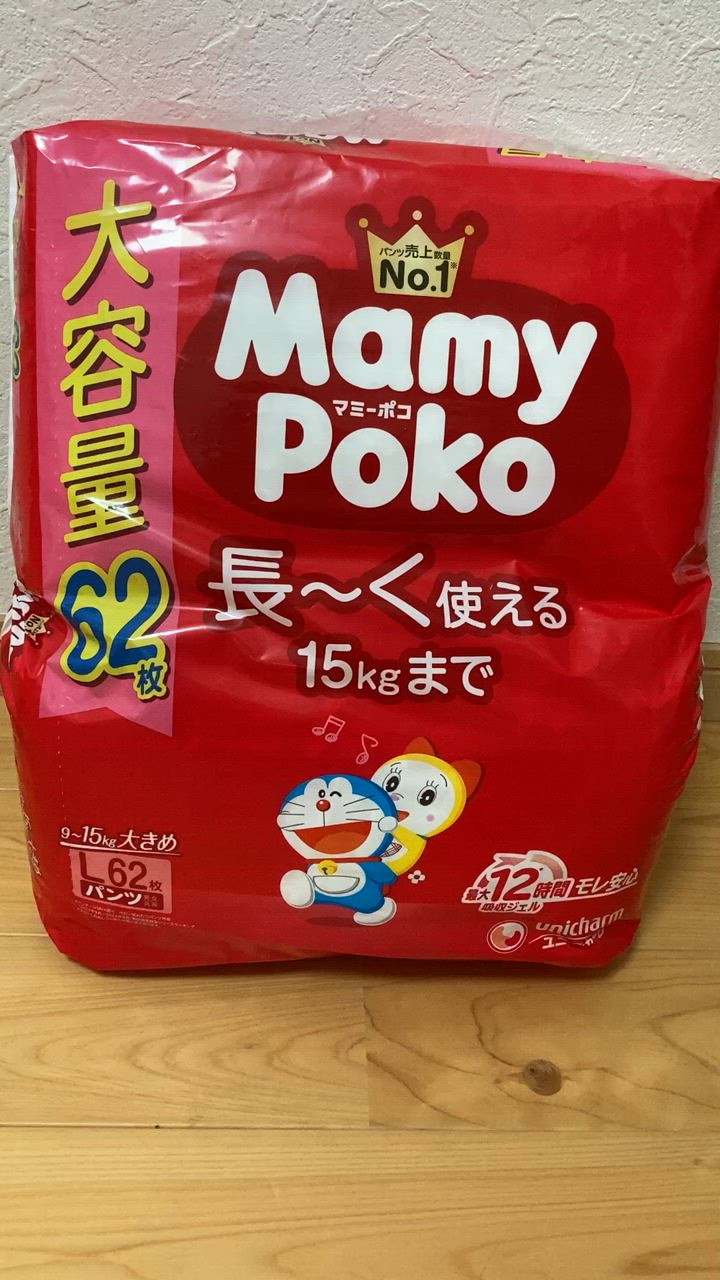 大容量
62枚
パンツ売上数量
No.1※
Mamy
マミーポコ
Poko
長〜く使える
15kgまで
9~15kg 大きめ
L62枚
パンツ
最大12時間 モレ安心
吸収ジェル
unicharm